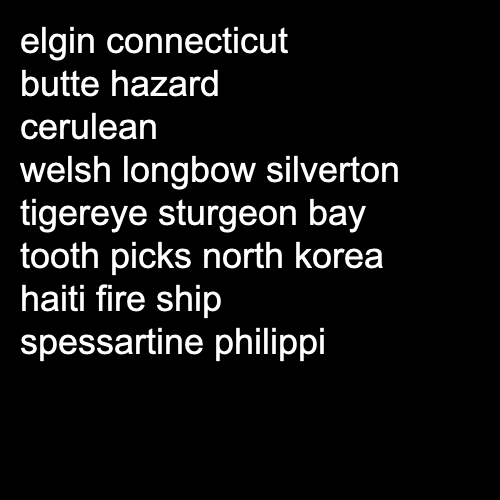 elgin connecticut
butte hazard
cerulean
welsh longbow silverton
tigereye sturgeon bay
tooth picks north korea
haiti fire ship
spessartine philippi